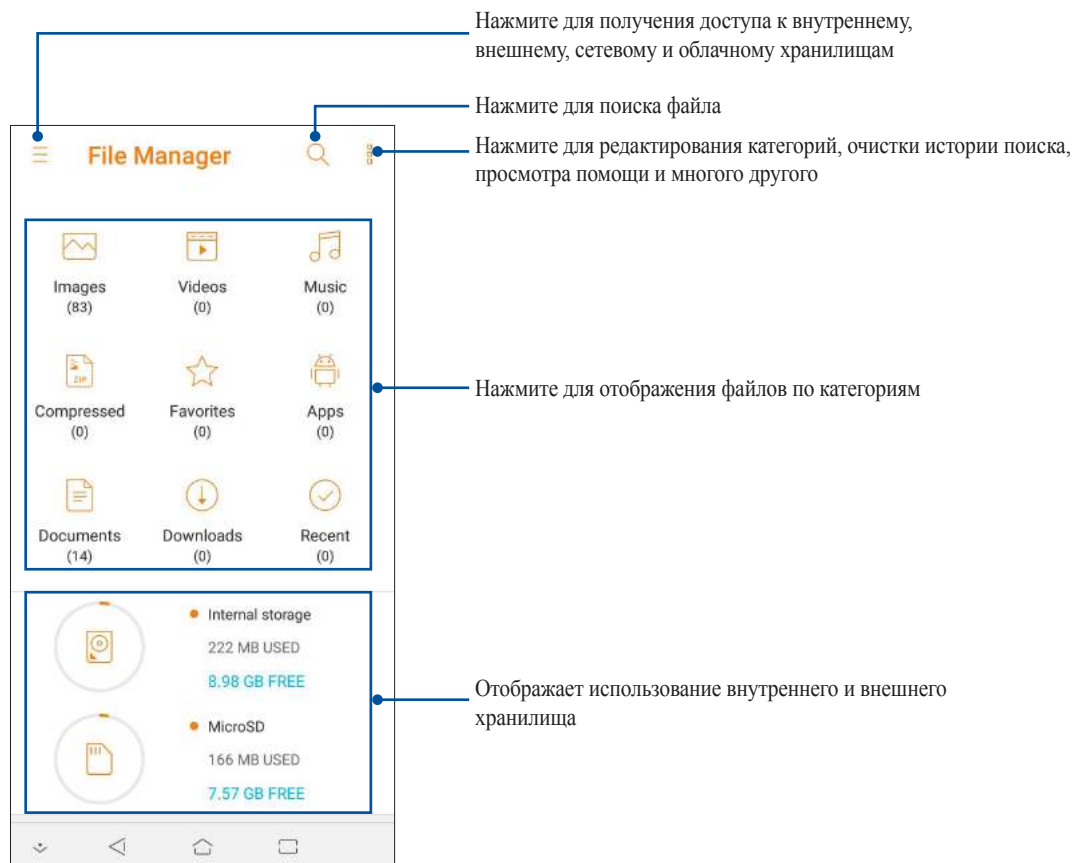 Нажмите для получения доступа к внутреннему,
внешнему, сетевому и облачному хранилищам
Нажмите для поиска файла
Нажмите для редактирования категорий, очистки истории поиска,
просмотра помощи и многого другого
File Manager
Images
(83)
Videos
(0)
Music
(0)
ZIP
Compressed
(0)
Favorites
(0)
Apps
(0)
Нажмите для отображения файлов по категориям
Documents
(14)
Downloads
(0)
Recent
(0)
Internal storage
222 MB USED
8.98 GB FREE
MicroSD
166 MB USED
7.57 GB FREE
Отображает использование внутреннего и внешнего
хранилища